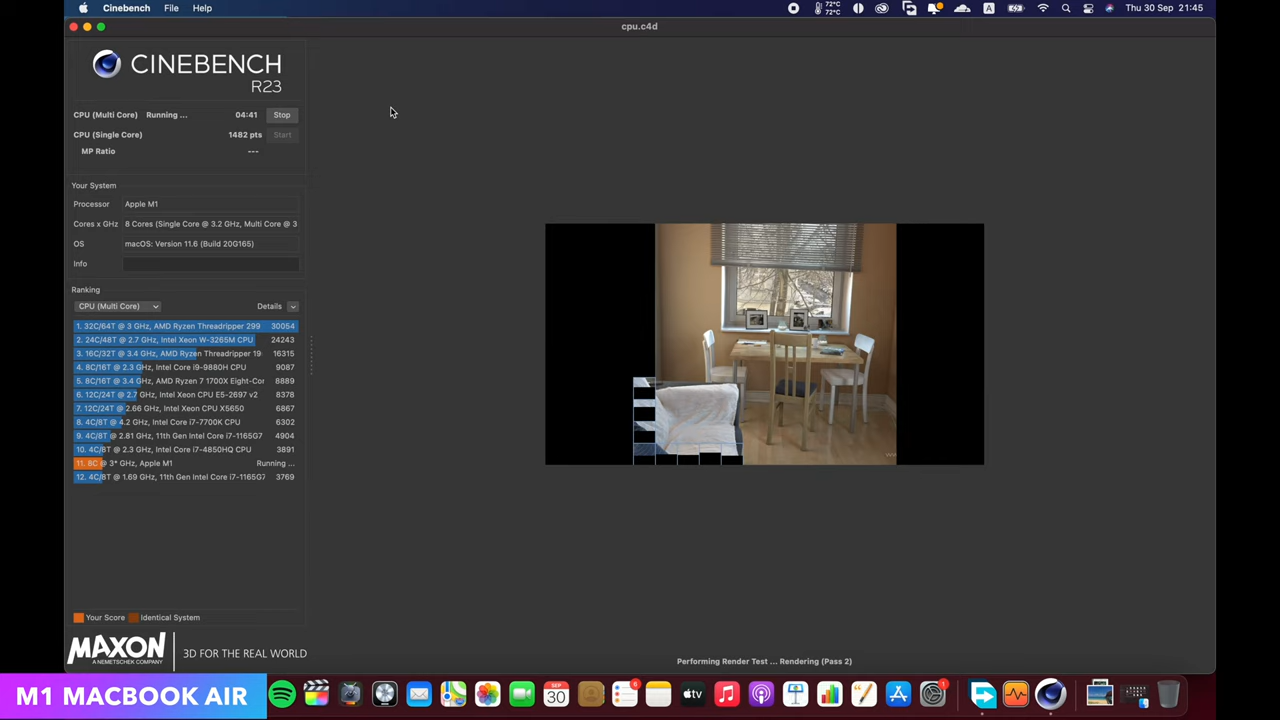 Cinebench File Help
72°C
72°C
A
Thu 30 Sep 21:45
cpu.c4d
CINEBENCH
R23
CPU (Multi Core) Running ... 04:41 Stop
CPU (Single Core) 1482 pts Start
MP Ratio ---
Your System
Processor Apple M1
Cores x GHz 8 Cores (Single Core @ 3.2 GHz, Multi Core @ 3
OS macOS: Version 11.6 (Build 20G165)
Info
Ranking
CPU (Multi Core) Details
1. 32C/64T @ 3 GHz, AMD Ryzen Threadripper 299 30054
2. 24C/48T @ 2.7 GHz, Intel Xeon W-3265M CPU 24243
3. 16C/32T @ 3.4 GHz, AMD Ryzen Threadripper 19 16315
4. 8C/16T @ 2.3 GHz, Intel Core i9-9880H CPU 9087
5. 8C/16T @ 3.4 GHz, AMD Ryzen 7 1700X Eight-Cor 8889
6. 12C/24T @ 2.7 GHz, Intel Xeon CPU E5-2697 v2 8378
7. 12C/24T @ 2.66 GHz, Intel Xeon CPU X5650 6867
8. 4C/8T @ 4.2 GHz, Intel Core i7-7700K CPU 6302
9. 4C/8T @ 2.81 GHz, 11th Gen Intel Core i7-1165G7 4904
10. 4C/8T @ 2.3 GHz, Intel Core i7-4850HQ CPU 3891
11. 8C @ 3* GHz, Apple M1 Running ...
12. 4C/8T @ 1.69 GHz, 11th Gen Intel Core i7-1165G7 3769
Your Score Identical System
MAXON
A NEMETSCHEK COMPANY
3D FOR THE REAL WORLD
Performing Render Test ... Rendering (Pass 2)
M1 MACBOOK AIR
SEP
30
6
tv
1